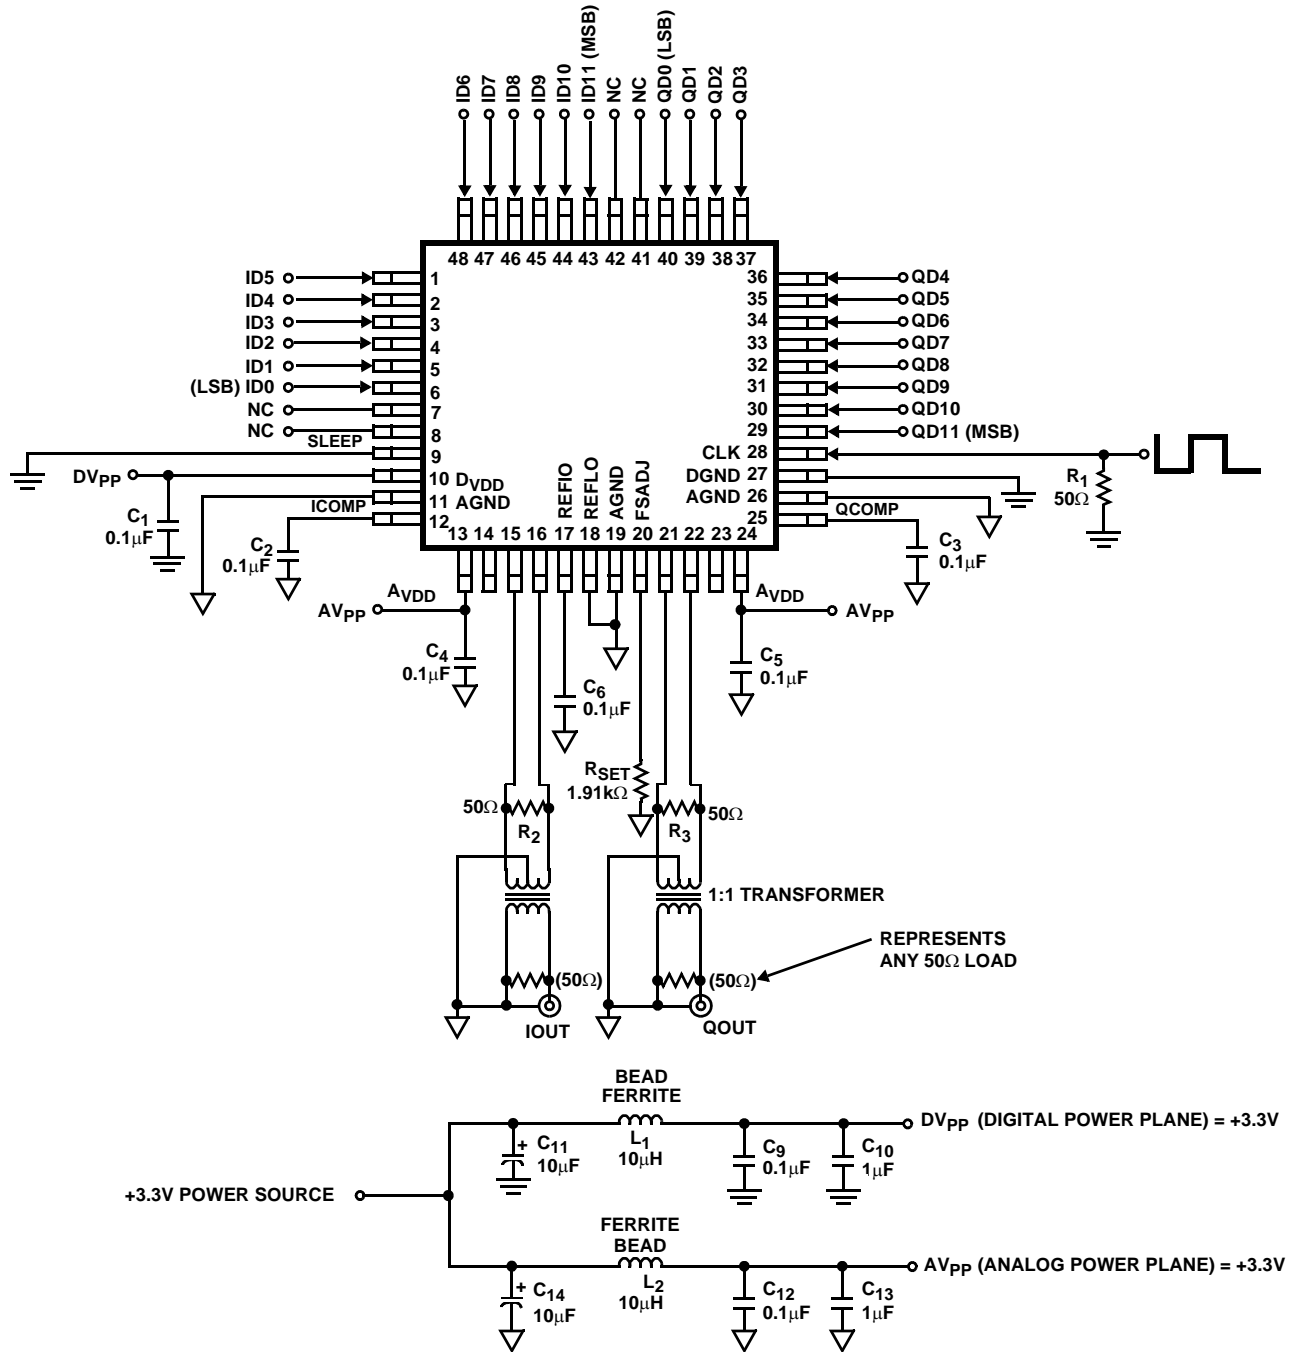 ID6
ID7
ID8
ID9
ID10
ID11 (MSB)
NC
NC
QD0 (LSB)
QD1
QD2
QD3
48 47 46 45 44 43 42 41 40 39 38 37
ID5
ID4
ID3
ID2
ID1
(LSB) ID0
NC
NC
SLEEP
DVPP
ICOMP
1
2
3
4
5
6
7
8
9
10 DVDD
11 AGND
12
36
35
34
33
32
31
30
29
CLK 28
DGND 27
AGND 26
25
QD4
QD5
QD6
QD7
QD8
QD9
QD10
QD11 (MSB)
R1
50Ω
QCOMP
REFIO
REFLO
AGND
FSADJ
13 14 15 16 17 18 19 20 21 22 23 24
C1
0.1µF
C2
0.1µF
C3
0.1µF
AVDD
AVPP
AVDD
AVPP
C4
0.1µF
C5
0.1µF
C6
0.1µF
RSET
1.91kΩ
50Ω
R2
R3
50Ω
1:1 TRANSFORMER
REPRESENTS
ANY 50Ω LOAD
(50Ω)
(50Ω)
IOUT
QOUT
BEAD
FERRITE
L1
10µH
+
C11
10µF
C9
0.1µF
C10
1µF
DVPP (DIGITAL POWER PLANE) = +3.3V
+3.3V POWER SOURCE
FERRITE
BEAD
L2
10µH
+
C14
10µF
C12
0.1µF
C13
1µF
AVPP (ANALOG POWER PLANE) = +3.3V